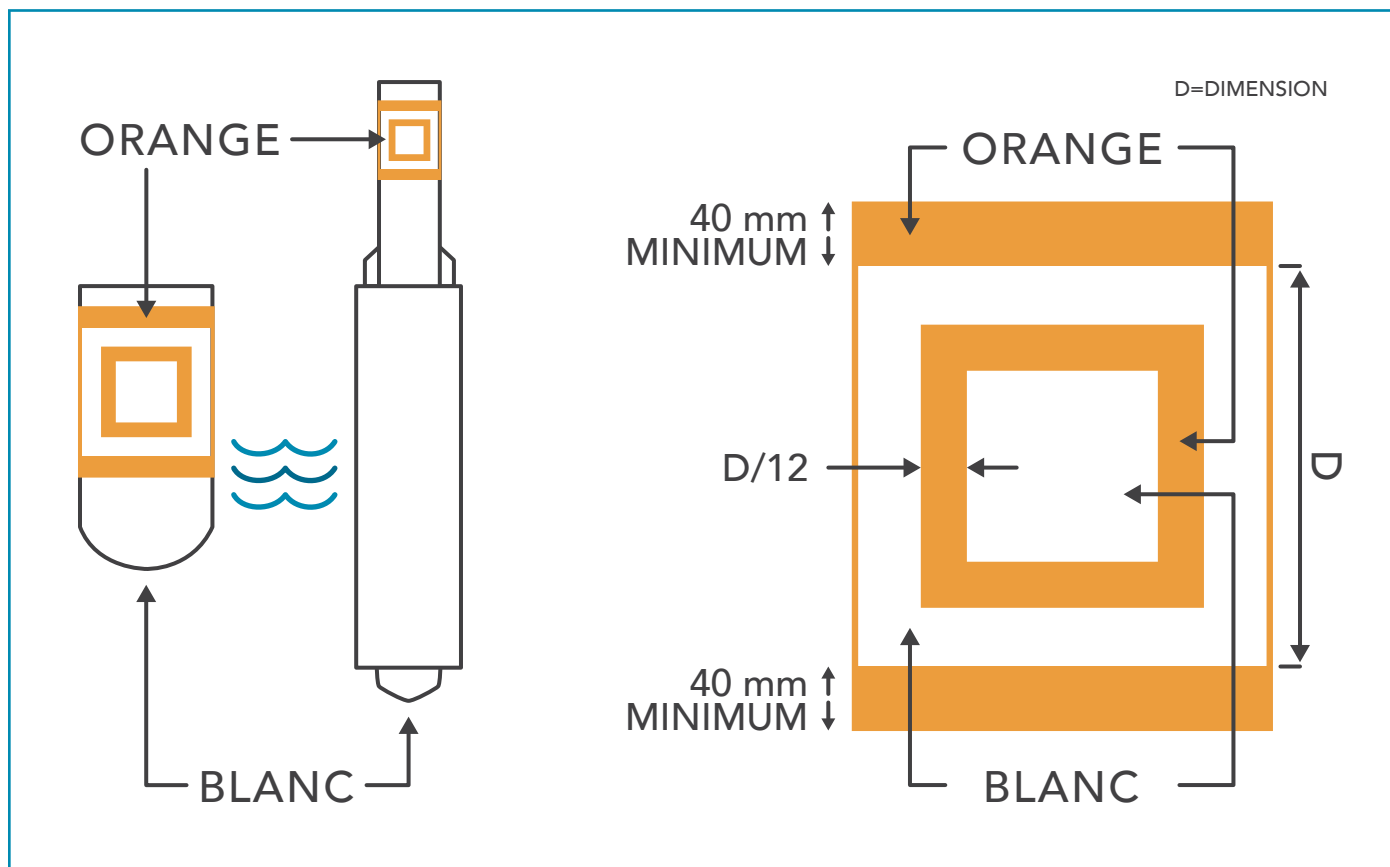 ORANGE
BLANC
D=DIMENSION
ORANGE
40 mm
MINIMUM
D/12
D
40 mm
MINIMUM
BLANC